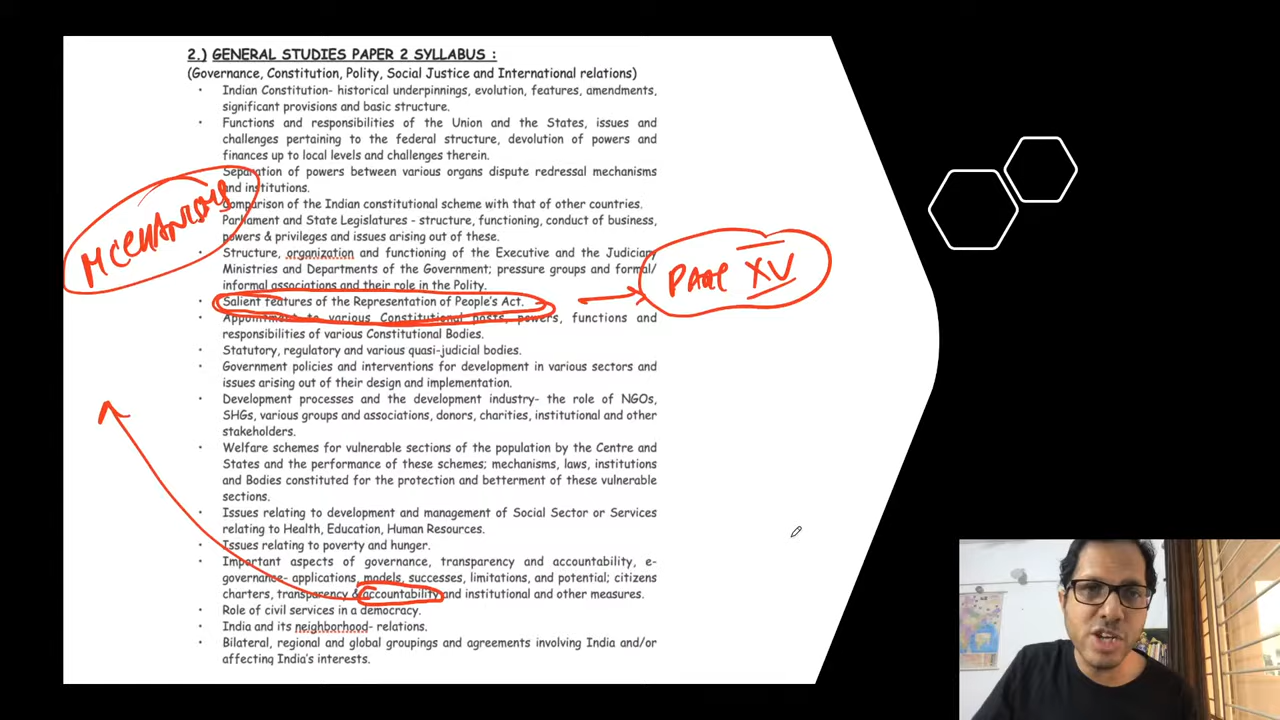 2.) GENERAL STUDIES PAPER 2 SYLLABUS :
(Governance, Constitution, Polity, Social Justice and International relations)
• Indian Constitution- historical underpinnings, evolution, features, amendments,
significant provisions and basic structure.
• Functions and responsibilities of the Union and the States, issues and
challenges pertaining to the federal structure, devolution of powers and
finances up to local levels and challenges therein.
Separation of powers between various organs dispute redressal mechanisms
and institutions.
Comparison of the Indian constitutional scheme with that of other countries.
Parliament and State Legislatures - structure, functioning, conduct of business,
powers & privileges and issues arising out of these.
• Structure, organization and functioning of the Executive and the Judiciary
Ministries and Departments of the Government; pressure groups and formal/
informal associations and their role in the Polity.
• Salient features of the Representation of People's Act.
• Appointment to various Constitutional posts, powers, functions and
responsibilities of various Constitutional Bodies.
• Statutory, regulatory and various quasi-judicial bodies.
• Government policies and interventions for development in various sectors and
issues arising out of their design and implementation.
• Development processes and the development industry- the role of NGOs,
SHGs, various groups and associations, donors, charities, institutional and other
stakeholders.
• Welfare schemes for vulnerable sections of the population by the Centre and
States and the performance of these schemes; mechanisms, laws, institutions
and Bodies constituted for the protection and betterment of these vulnerable
sections.
• Issues relating to development and management of Social Sector or Services
relating to Health, Education, Human Resources.
• Issues relating to poverty and hunger.
• Important aspects of governance, transparency and accountability, e-
governance- applications, models, successes, limitations, and potential; citizens
charters, transparency & accountability and institutional and other measures.
• Role of civil services in a democracy.
• India and its neighborhood- relations.
• Bilateral, regional and global groupings and agreements involving India and/or
affecting India's interests.
PART XV